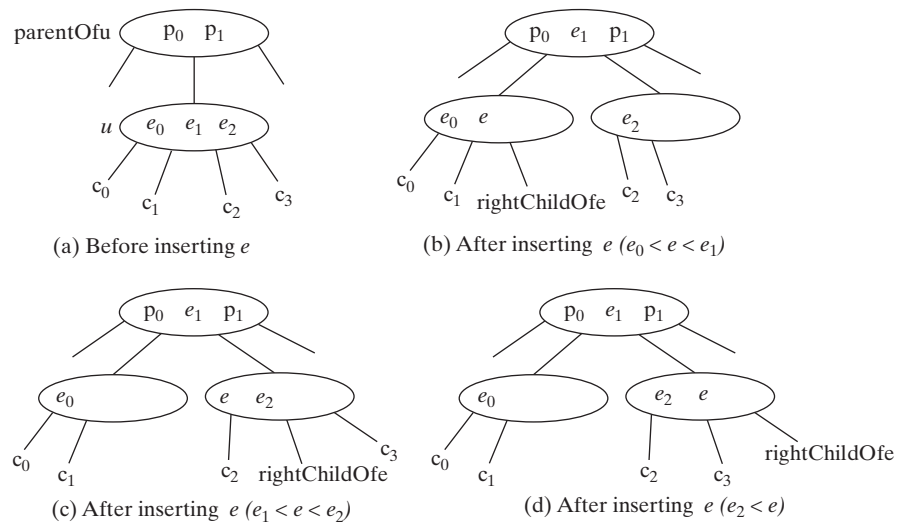 parentOfu p₀ p₁
u e₀ e₁ e₂
c₀ c₁ c₂ c₃
(a) Before inserting e
p₀ e₁ p₁
e₀ e e₂
c₀ c₁ rightChildOfe c₂ c₃
(b) After inserting e (e₀ < e < e₁)
p₀ e₁ p₁
e₀ e e₂
c₀ c₁ c₂ rightChildOfe c₃
(c) After inserting e (e₁ < e < e₂)
p₀ e₁ p₁
e₀ e₂ e
c₀ c₁ c₂ c₃ rightChildOfe
(d) After inserting e (e₂ < e)